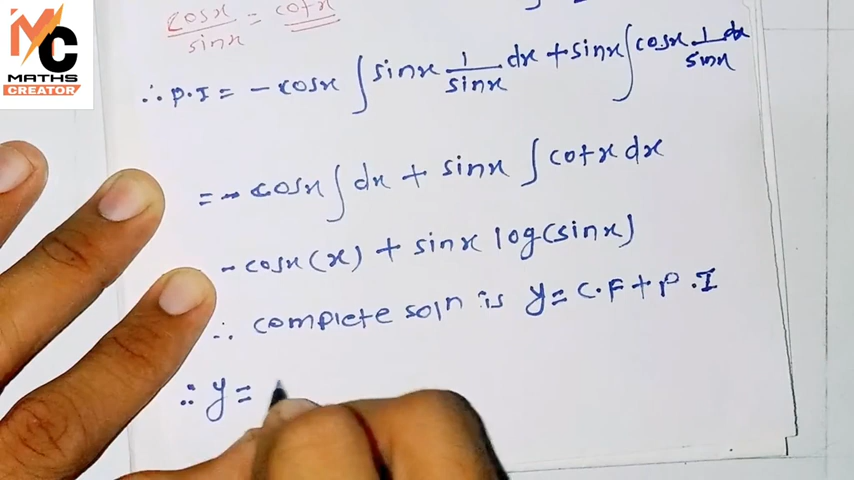 MC
MATHS
CREATOR
cosx/sinx = cotx
∴ P.I = - cosx ∫ sinx 1/sinx dx + sinx ∫ cosx 1/sinx dx
= - cosx ∫ dx + sinx ∫ cotx dx
- cosx (x) + sinx log(sinx)
∴ complete soln is y = C.F + P.I
∴ y =